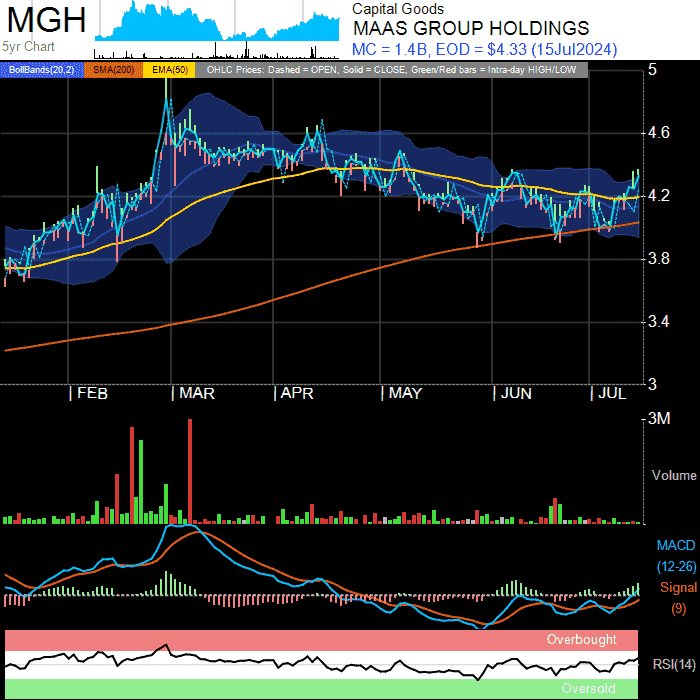 MGH
5yr Chart
Capital Goods
MAAS GROUP HOLDINGS
MC = 1.4B, EOD = $4.33 (15Jul2024)
BollBands(20,2) SMA(200) EMA(50) OHLC Prices: Dashed = OPEN, Solid = CLOSE, Green/Red bars = Intra-day HIGH/LOW
5
4.6
4.2
3.8
3.4
3
| FEB | MAR | APR | MAY | JUN | JUL
3M
Volume
MACD
(12-26)
Signal
(9)
Overbought
RSI(14)
Oversold